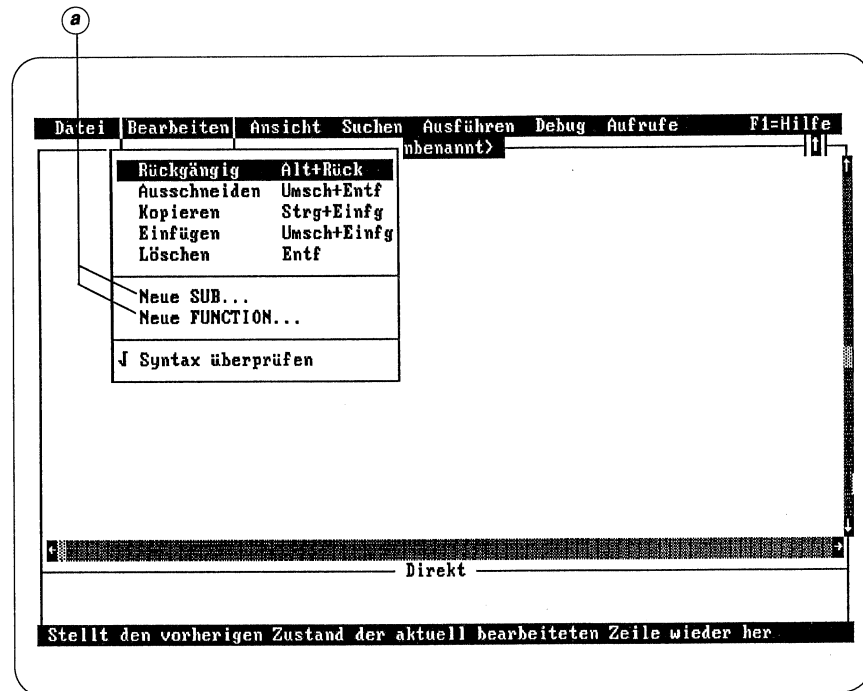 a
Datei Bearbeiten Ansicht Suchen Ausführen Debug Aufrufe F1=Hilfe
nbenannt>
Rückgängig Alt+Rück
Ausschneiden Umsch+Entf
Kopieren Strg+Einfg
Einfügen Umsch+Einfg
Löschen Entf
Neue SUB...
Neue FUNCTION...
√ Syntax überprüfen
Direkt
Stellt den vorherigen Zustand der aktuell bearbeiteten Zeile wieder her